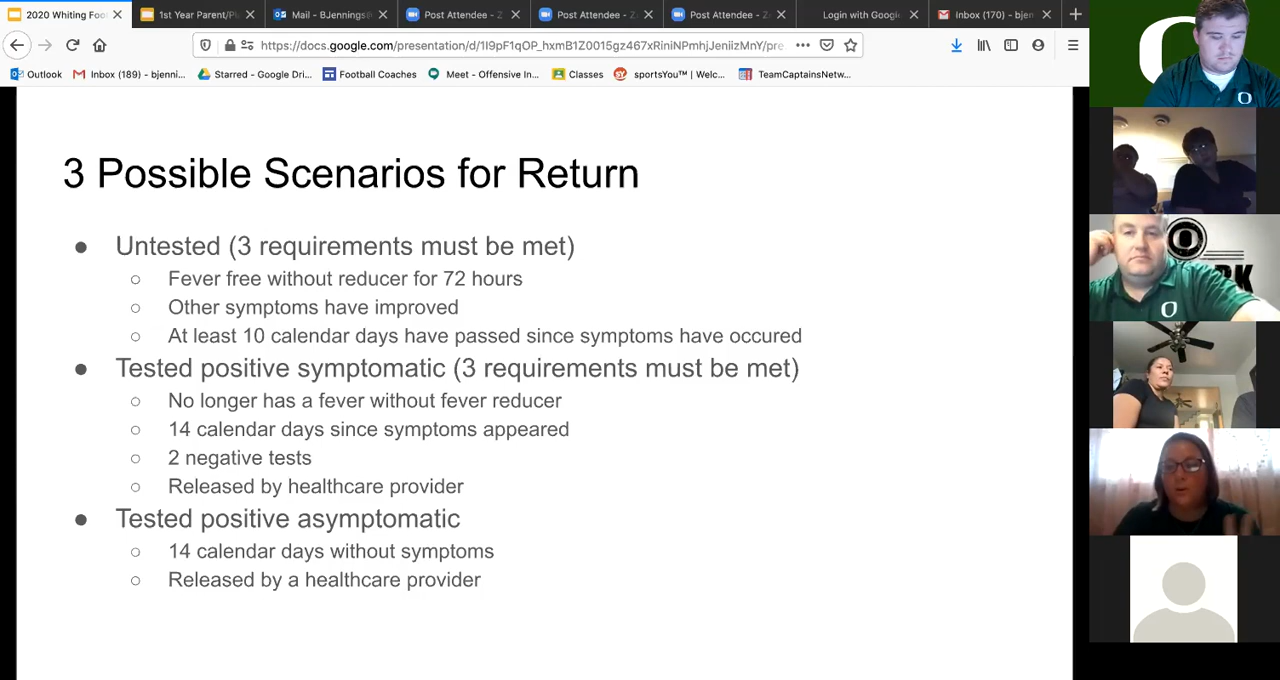 2020 Whiting Foo
1st Year Parent/Pl
Mail - BJennings@
Post Attendee - Z
Post Attendee - Z
Post Attendee - Z
Login with Google
Inbox (170) - bjen
https://docs.google.com/presentation/d/1I9pF1qOP_hxmB1Z0015gz467xRiniNPmhjJeniizMnY/pre
Outlook
Inbox (189) - bjenni...
Starred - Google Dri...
Football Coaches
Meet - Offensive In...
Classes
sportsYou™ | Welc...
TeamCaptainsNetw...
3 Possible Scenarios for Return
● Untested (3 requirements must be met)
○ Fever free without reducer for 72 hours
○ Other symptoms have improved
○ At least 10 calendar days have passed since symptoms have occured
● Tested positive symptomatic (3 requirements must be met)
○ No longer has a fever without fever reducer
○ 14 calendar days since symptoms appeared
○ 2 negative tests
○ Released by healthcare provider
● Tested positive asymptomatic
○ 14 calendar days without symptoms
○ Released by a healthcare provider